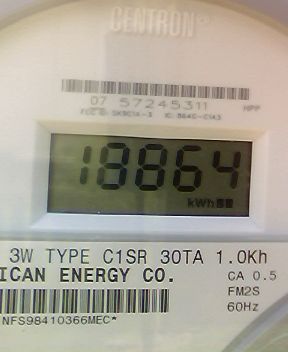 CENTRON
07 57245311 HPP
18864
kWh
3W TYPE C1SR 30TA 1.0Kh
ICAN ENERGY CO. CA 0.5
FM2S
60Hz
NFS98410366MEC*